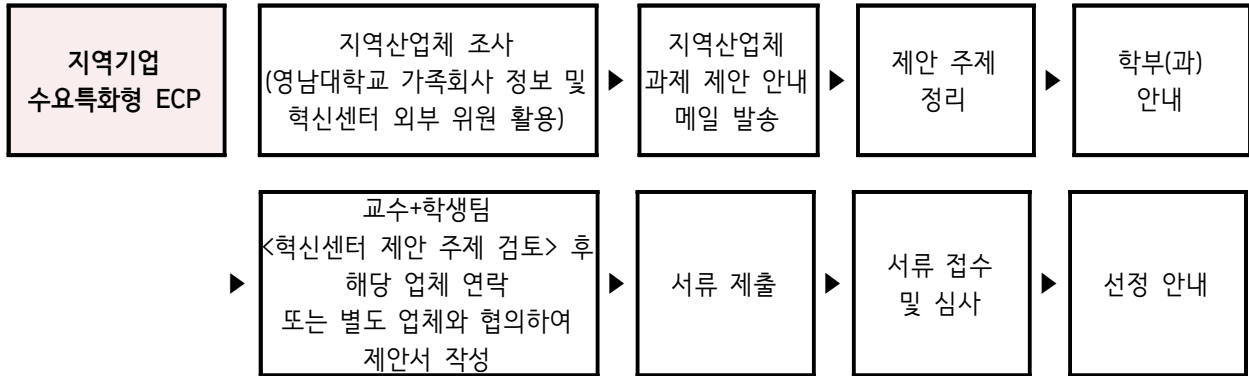 지역기업
수요특화형 ECP
지역산업체 조사
(영남대학교 가족회사 정보 및
혁신센터 외부 위원 활용)
▶
지역산업체
과제 제안 안내
메일 발송
▶
제안 주제
정리
▶
학부(과)
안내
▶
교수+학생팀
<혁신센터 제안 주제 검토> 후
해당 업체 연락
또는 별도 업체와 협의하여
제안서 작성
▶
서류 제출
▶
서류 접수
및 심사
▶
선정 안내